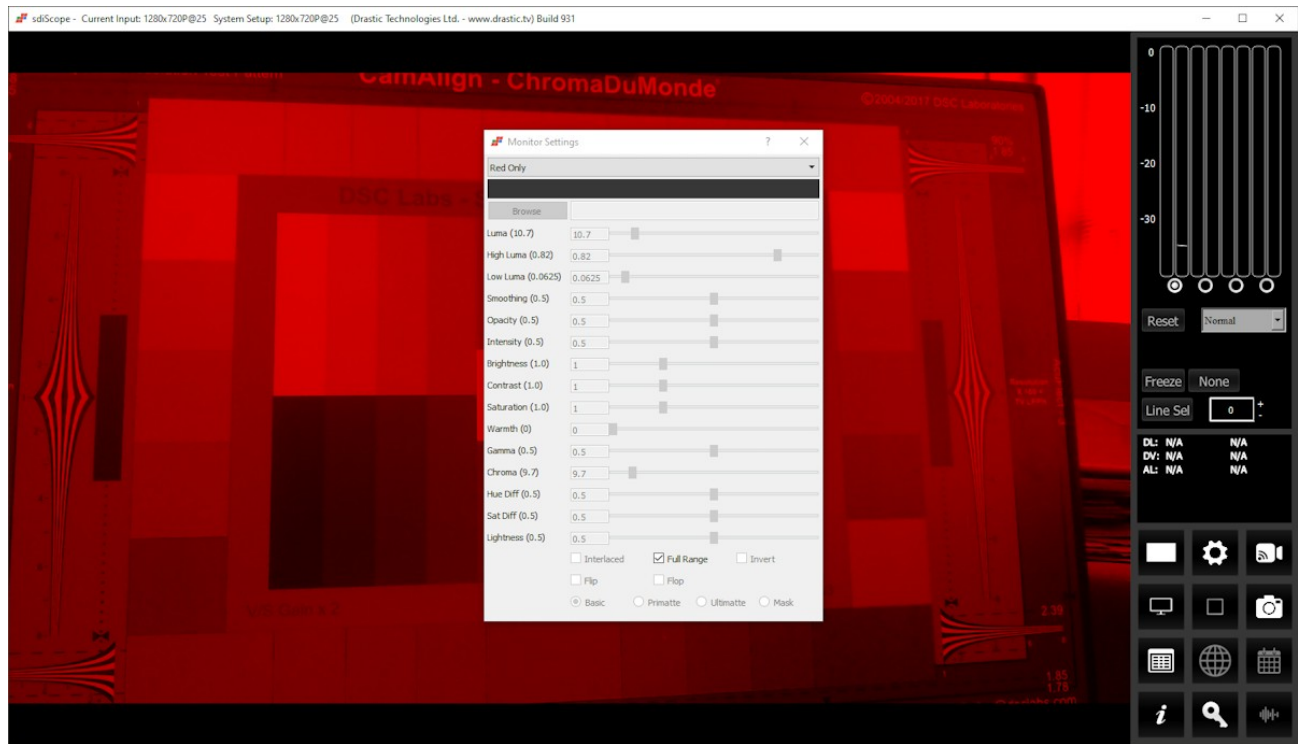 sdiScope - Current Input: 1280x720P@25 System Setup: 1280x720P@25 (Drastic Technologies Ltd. - www.drastic.tv) Build 931
CamAlign - ChromaDuMonde
©2004-2017 DSC Laboratories
DSC Labs -
2.39
1.85
1.78
Monitor Settings ?
Red Only
Browse
Luma (10.7) 10.7
High Luma (0.82) 0.82
Low Luma (0.0625) 0.0625
Smoothing (0.5) 0.5
Opacity (0.5) 0.5
Intensity (0.5) 0.5
Brightness (1.0) 1
Contrast (1.0) 1
Saturation (1.0) 1
Warmth (0) 0
Gamma (0.5) 0.5
Chroma (9.7) 9.7
Hue Diff (0.5) 0.5
Sat Diff (0.5) 0.5
Lightness (0.5) 0.5
Interlaced Full Range Invert
Flip Flop
Basic Primatte Ultimatte Mask
0
-10
-20
-30
Reset Normal
Freeze None
Line Sel 0 + -
DL: N/A N/A
DV: N/A N/A
AL: N/A N/A